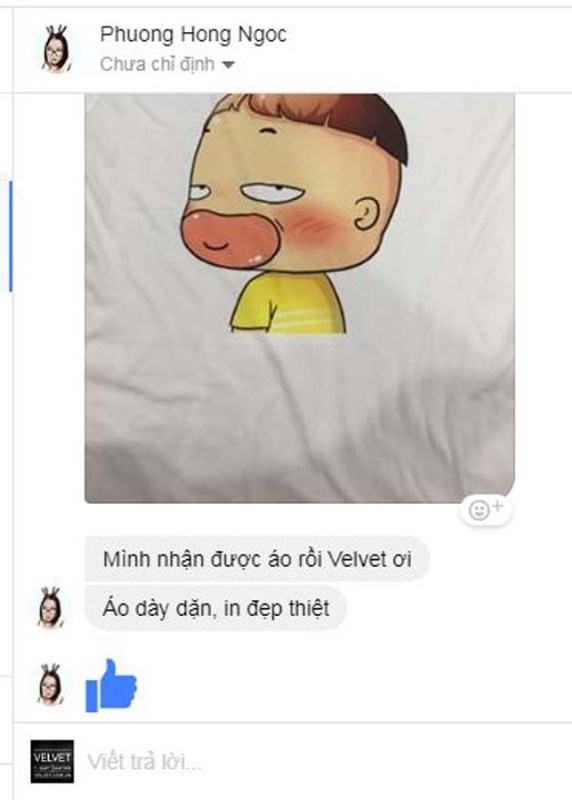 Phuong Hong Ngoc
Chưa chỉ định
Mình nhận được áo rồi Velvet ơi
Áo dày dặn, in đẹp thiệt
VELVET
Viết trả lời...